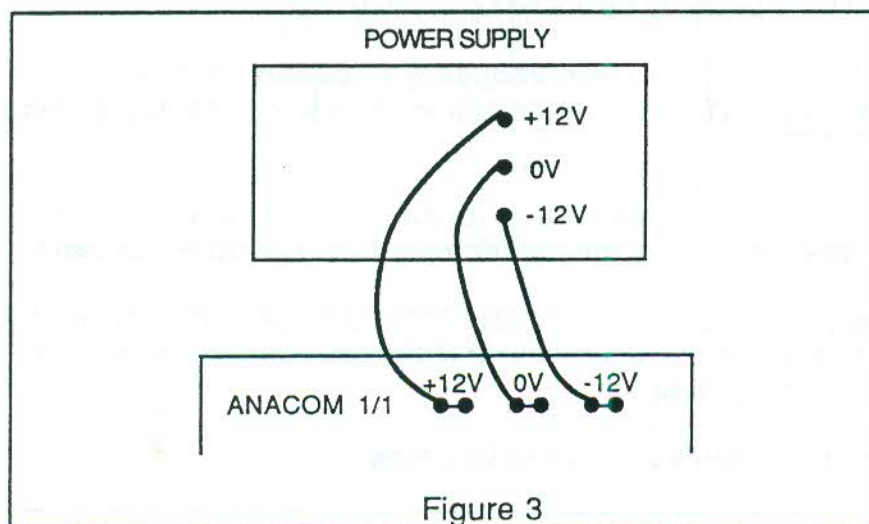 POWER SUPPLY
+12V
0V
-12V
+12V 0V -12V
ANACOM 1/1
Figure 3